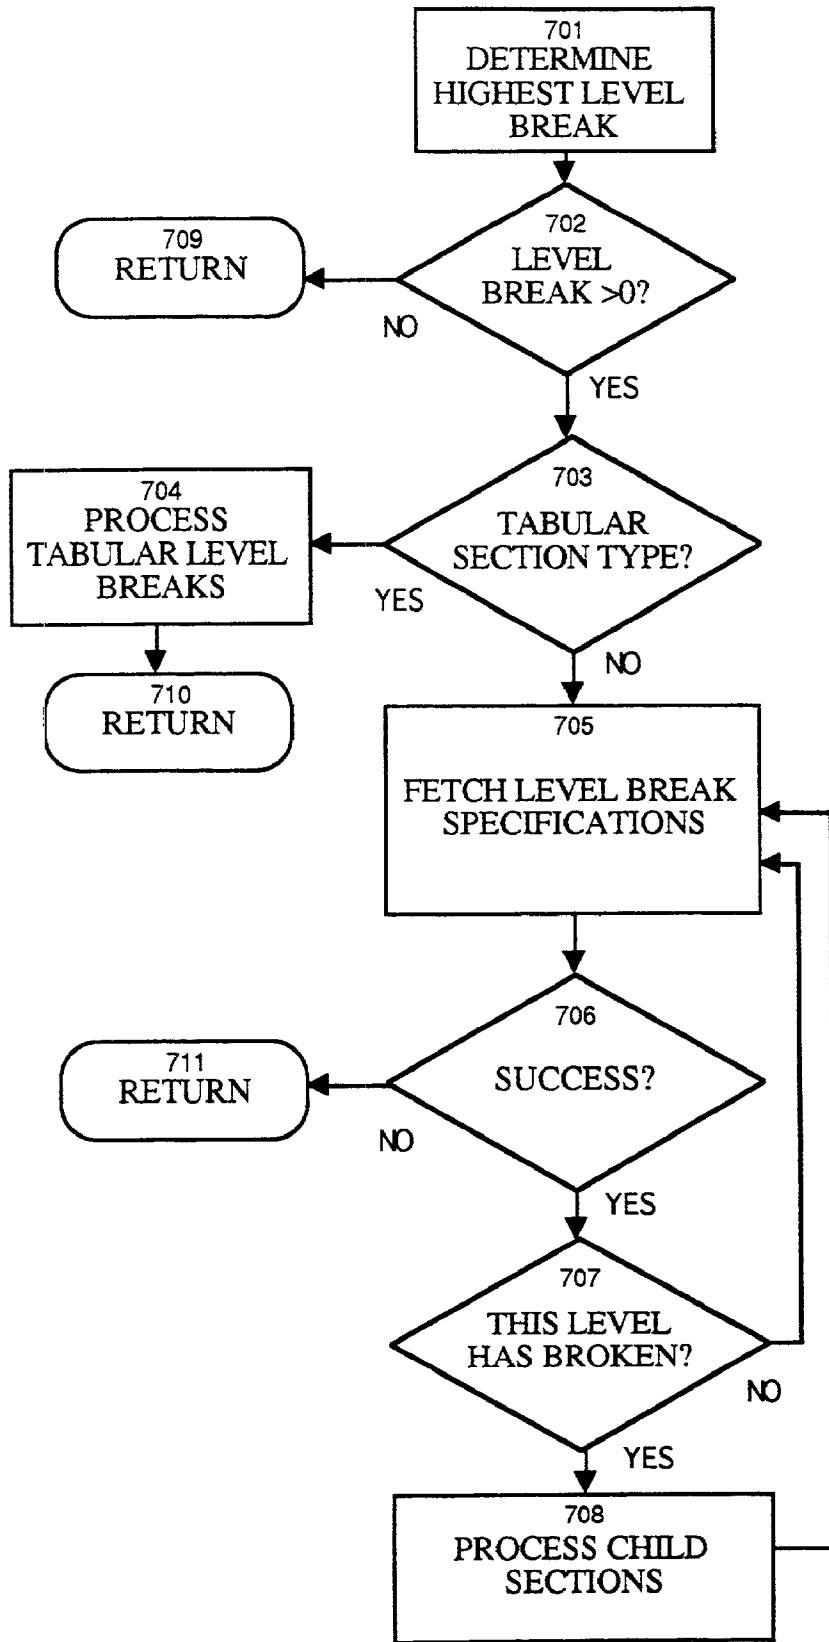 701
DETERMINE
HIGHEST LEVEL
BREAK
702
LEVEL
BREAK >0?
709
RETURN
NO
YES
703
TABULAR
SECTION TYPE?
704
PROCESS
TABULAR LEVEL
BREAKS
YES
NO
710
RETURN
705
FETCH LEVEL BREAK
SPECIFICATIONS
706
SUCCESS?
711
RETURN
NO
YES
707
THIS LEVEL
HAS BROKEN?
NO
YES
708
PROCESS CHILD
SECTIONS